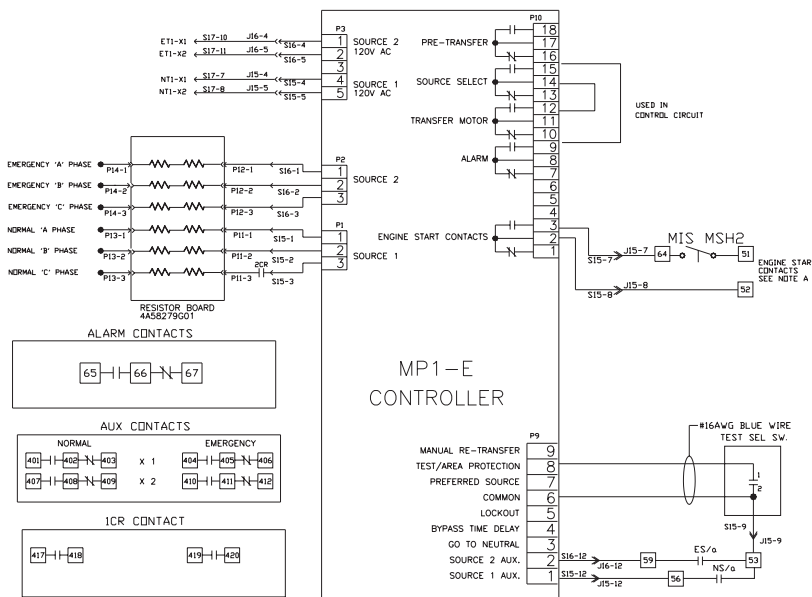 P3
ET1-X1 S17-10 J16-4 S16-4 1 SOURCE 2
ET1-X2 S17-11 J16-5 S16-5 2 120V AC
3
NT1-X1 S17-7 J15-4 S15-4 4 SOURCE 1
NT1-X2 S17-8 J15-5 S15-5 5 120V AC
P10
18
PRE-TRANSFER 17
16
15
SOURCE SELECT 14
13
12
TRANSFER MOTOR 11
10
9
ALARM 8
7
6
5
4
3
ENGINE START CONTACTS 2
1
USED IN
CONTROL CIRCUIT
P2
EMERGENCY 'A' PHASE P14-1 P12-1 S16-1 1
EMERGENCY 'B' PHASE P14-2 P12-2 S16-2 2 SOURCE 2
EMERGENCY 'C' PHASE P14-3 P12-3 S16-3 3
P1
NORMAL 'A PHASE P13-1 P11-1 S15-1 1
NORMAL 'B' PHASE P13-2 P11-2 S15-2 2 SOURCE 1
NORMAL 'C' PHASE P13-3 P11-3 2CR S15-3 3
RESISTOR BOARD
4A58279G01
S15-7 J15-7 64 MIS MSH2 51
ENGINE STAR
CONTACTS
SEE NOTE A
S15-8 J15-8 52
ALARM CONTACTS
65 66 67
AUX CONTACTS
NORMAL EMERGENCY
401 402 403 X 1 404 405 406
407 408 409 X 2 410 411 412
1CR CONTACT
417 418 419 420
MP1-E
CONTROLLER
P9
MANUAL RE-TRANSFER 9
TEST/AREA PROTECTION 8
PREFERRED SOURCE 7
COMMON 6
LOCKOUT 5
BYPASS TIME DELAY 4
GO TO NEUTRAL 3
SOURCE 2 AUX. 2 S16-12 J16-12 59 ES/a 53
SOURCE 1 AUX. 1 S15-12 J15-12 56 NS/a
#16AWG BLUE WIRE
TEST SEL SW.
1
2
S15-9
J15-9